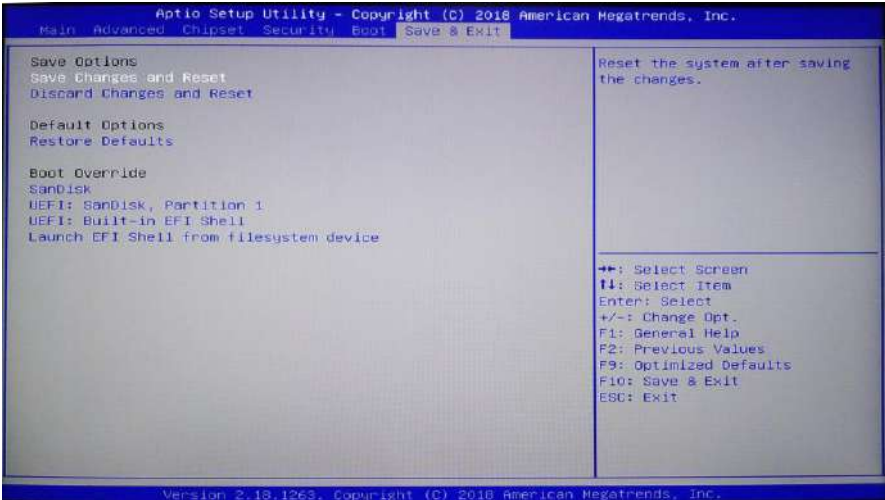 Aptio Setup Utility - Copyright (C) 2018 American Megatrends, Inc.
Main Advanced Chipset Security Boot Save & Exit
Save Options
Save Changes and Reset
Discard Changes and Reset
Default Options
Restore Defaults
Boot Override
SanDisk
UEFI: SanDisk, Partition 1
UEFI: Built-in EFI Shell
Launch EFI Shell from filesystem device
Reset the system after saving
the changes.
→←: Select Screen
↑↓: Select Item
Enter: Select
+/-: Change Opt.
F1: General Help
F2: Previous Values
F9: Optimized Defaults
F10: Save & Exit
ESC: Exit
Version 2.18.1263. Copyright (C) 2018 American Megatrends, Inc.